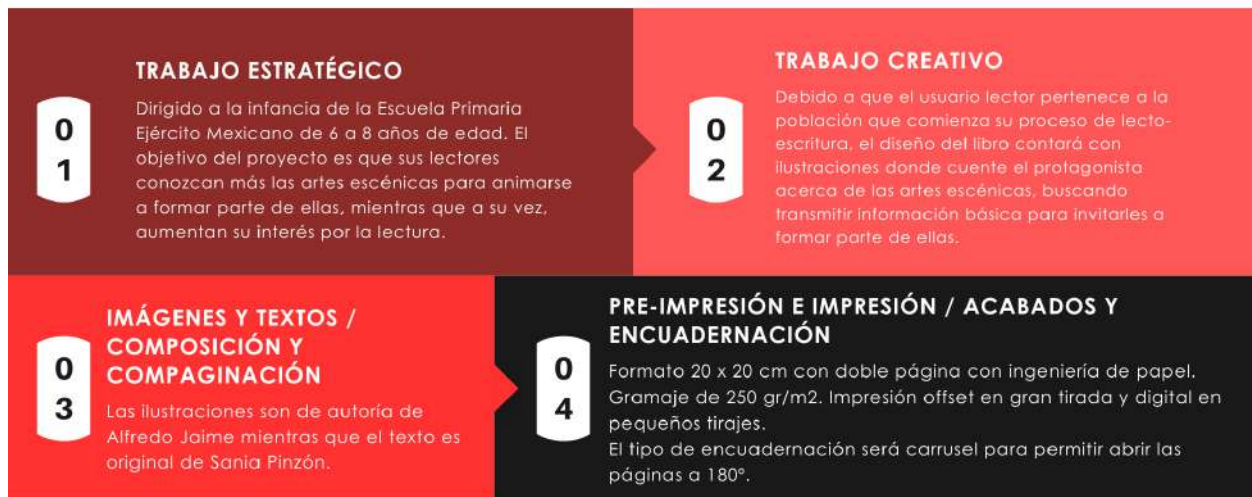 0
1
TRABAJO ESTRATÉGICO
Dirigido a la infancia de la Escuela Primaria
Ejército Mexicano de 6 a 8 años de edad. El
objetivo del proyecto es que sus lectores
conozcan más las artes escénicas para animarse
a formar parte de ellas, mientras que a su vez,
aumentan su interés por la lectura.
0
2
TRABAJO CREATIVO
Debido a que el usuario lector pertenece a la
población que comienza su proceso de lecto-
escritura, el diseño del libro contará con
ilustraciones donde cuente el protagonista
acerca de las artes escénicas, buscando
transmitir información básica para invitarles a
formar parte de ellas.
0
3
IMÁGENES Y TEXTOS /
COMPOSICIÓN Y
COMPAGINACIÓN
Las ilustraciones son de autoría de
Alfredo Jaime mientras que el texto es
original de Sania Pinzón.
0
4
PRE-IMPRESIÓN E IMPRESIÓN / ACABADOS Y
ENCUADERNACIÓN
Formato 20 x 20 cm con doble página con ingeniería de papel.
Gramaje de 250 gr/m2. Impresión offset en gran tirada y digital en
pequeños tirajes.
El tipo de encuadernación será carrusel para permitir abrir las
páginas a 180°.